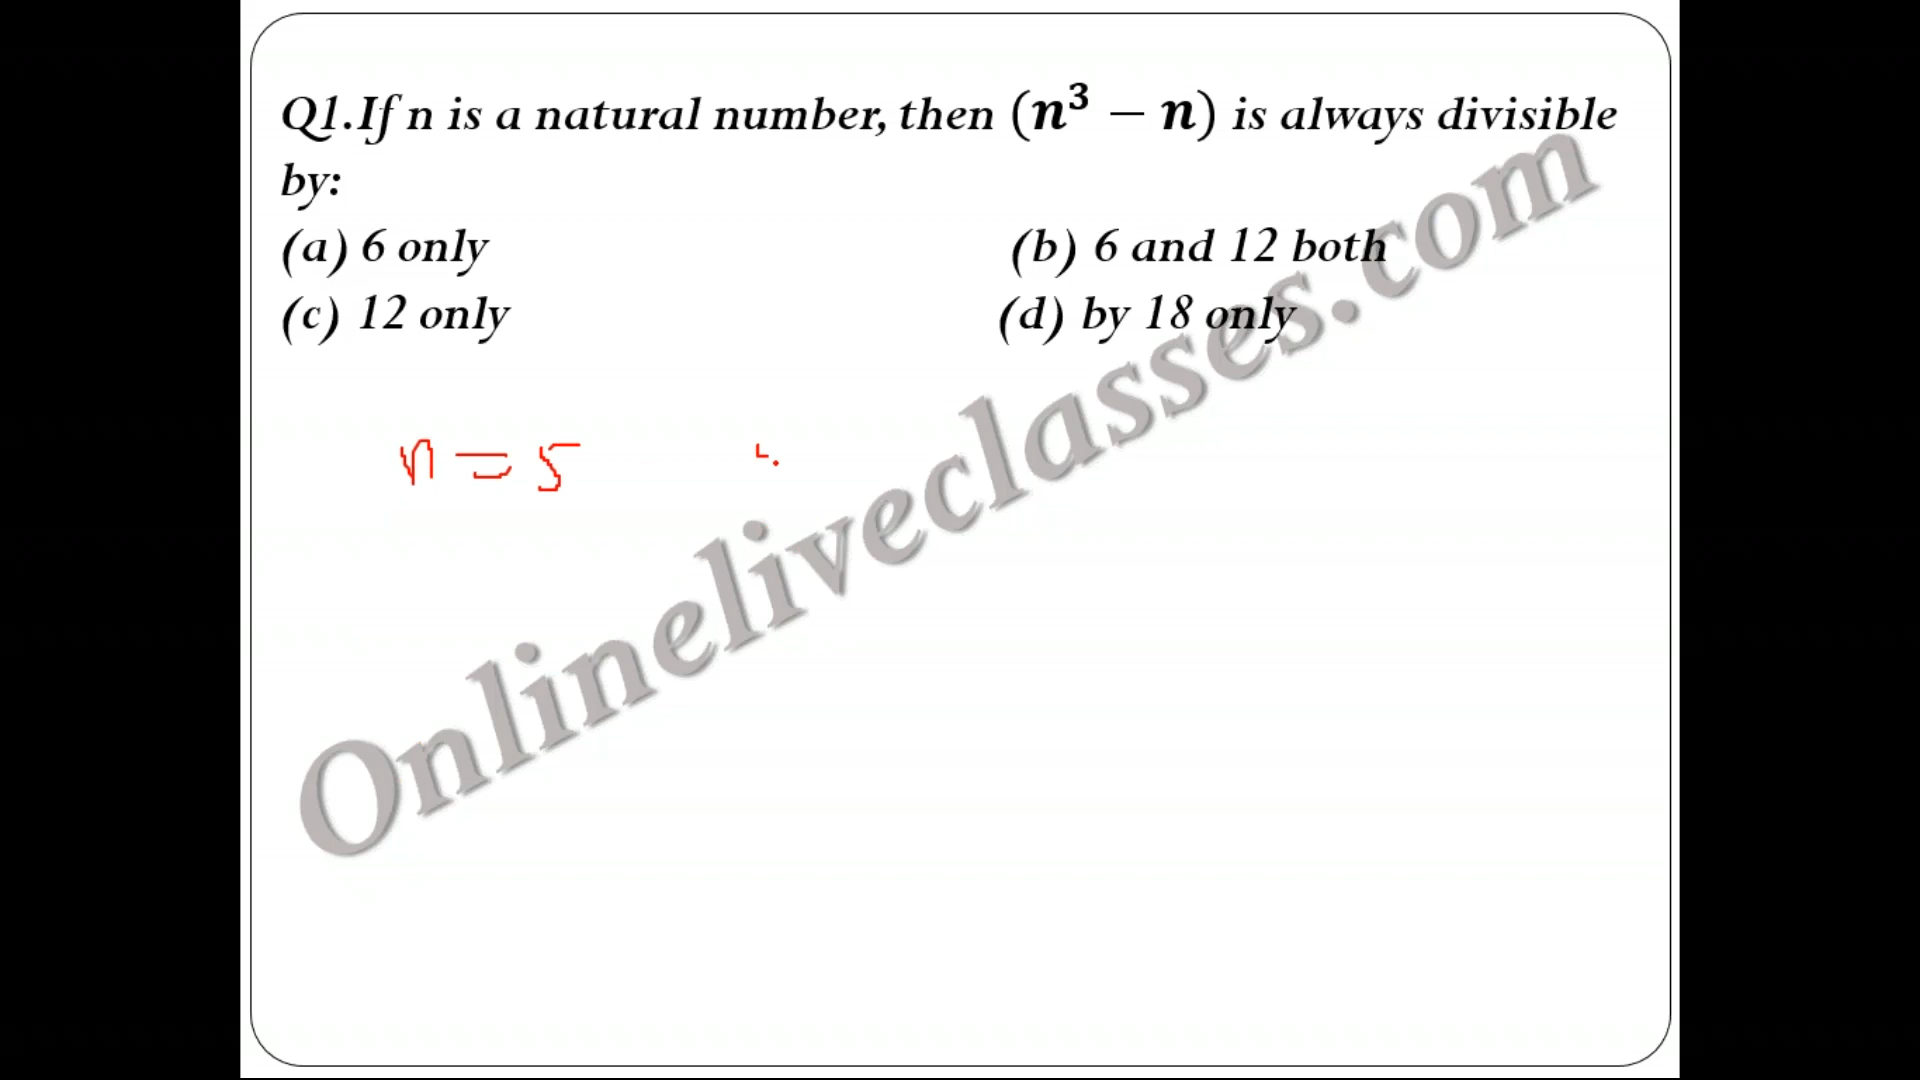 Q1.If n is a natural number, then (n³ − n) is always divisible
by:
(a) 6 only (b) 6 and 12 both
(c) 12 only (d) by 18 only
n = 5
Onlineliveclasses.com